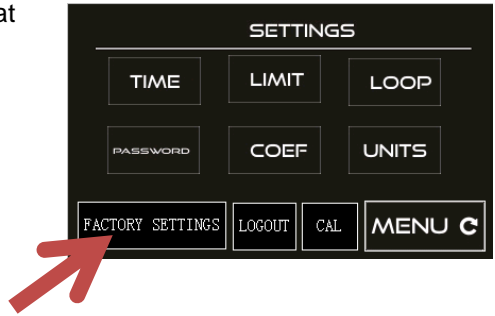 at
SETTINGS
TIME LIMIT LOOP
PASSWORD COEF UNITS
FACTORY SETTINGS LOGOUT CAL MENU